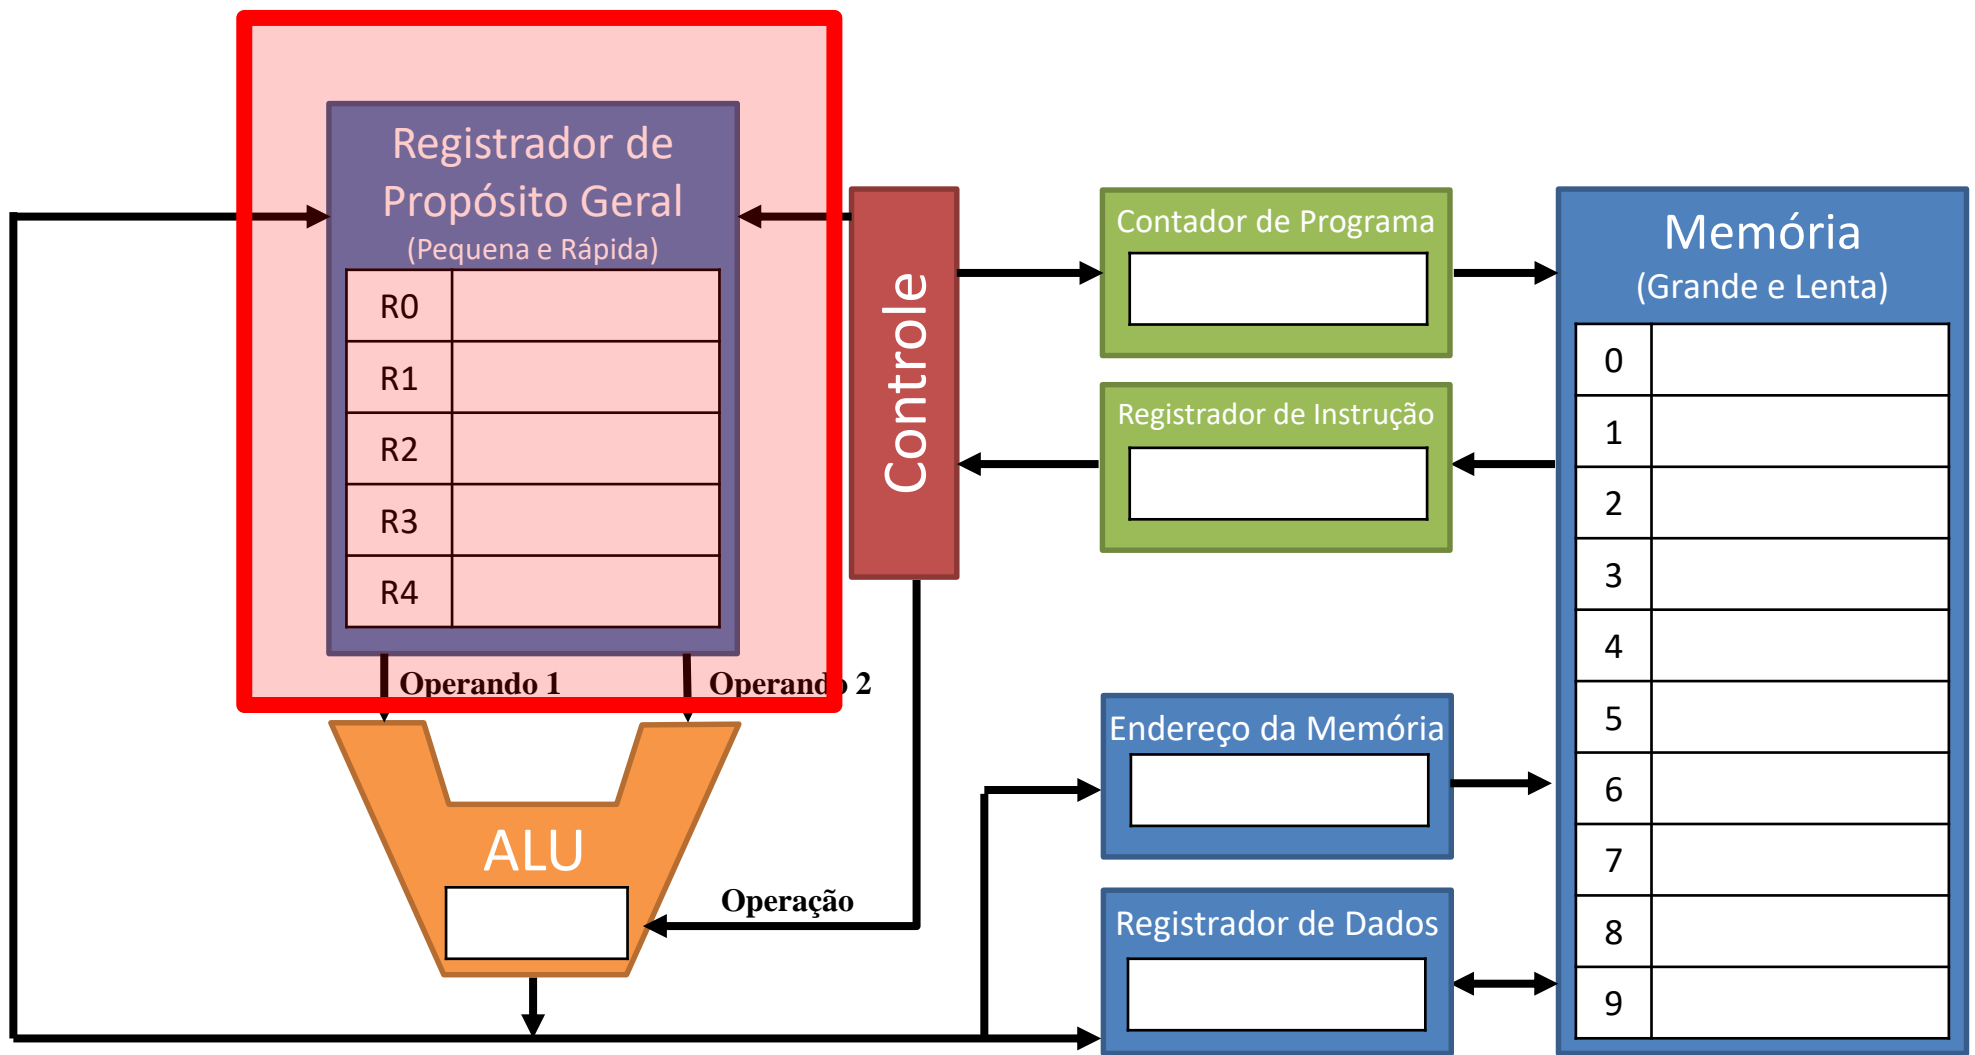 Registrador de
Propósito Geral
(Pequena e Rápida)
R0
R1
R2
R3
R4
Operando 1
Operando 2
ALU
Operação
Controle
Contador de Programa
Registrador de Instrução
Endereço da Memória
Registrador de Dados
Memória
(Grande e Lenta)
0
1
2
3
4
5
6
7
8
9